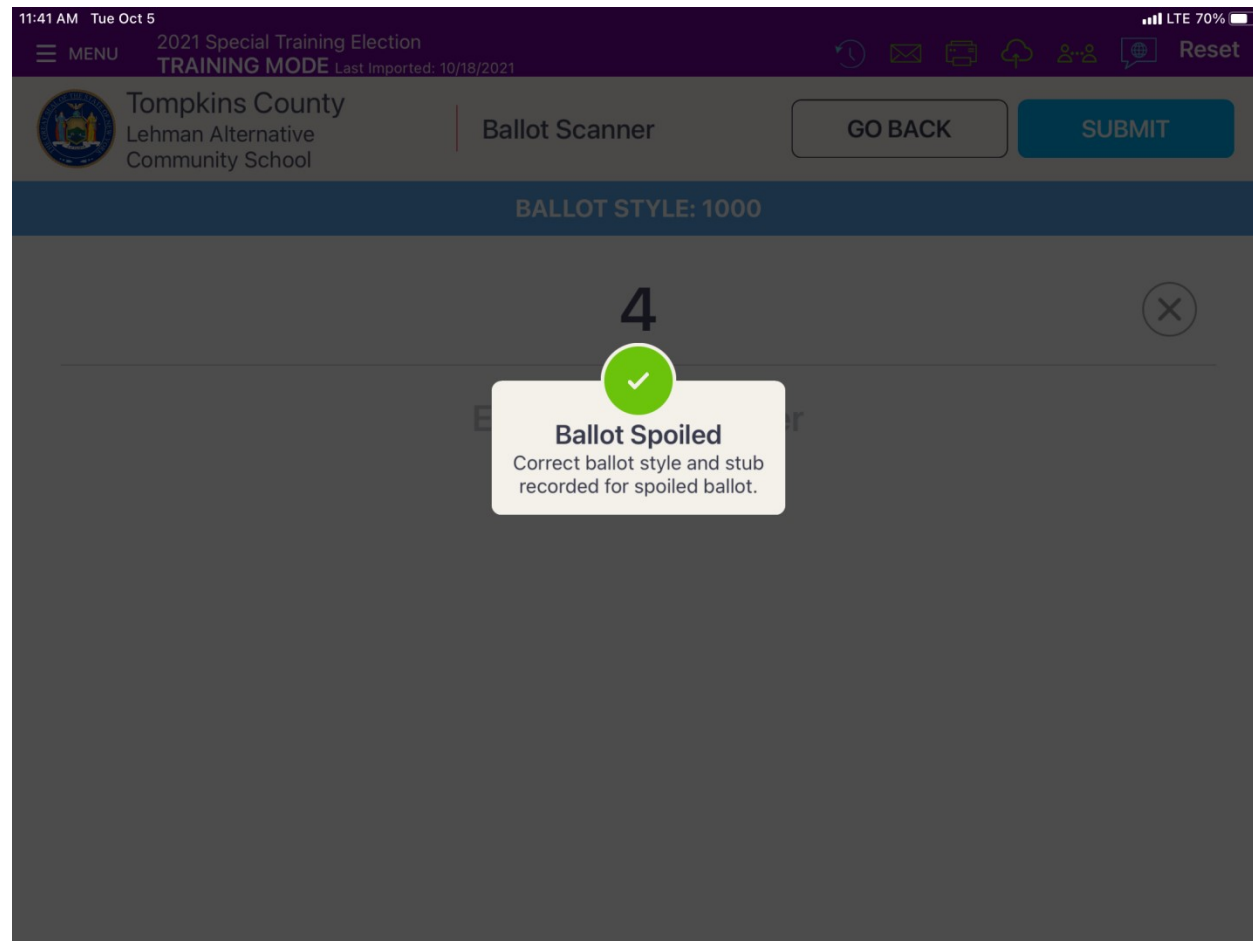 11:41 AM Tue Oct 5
LTE 70%
MENU
2021 Special Training Election
TRAINING MODE Last Imported: 10/18/2021
Reset
Tompkins County
Lehman Alternative
Community School
Ballot Scanner
GO BACK
SUBMIT
BALLOT STYLE: 1000
4
Ballot Spoiled
Correct ballot style and stub
recorded for spoiled ballot.